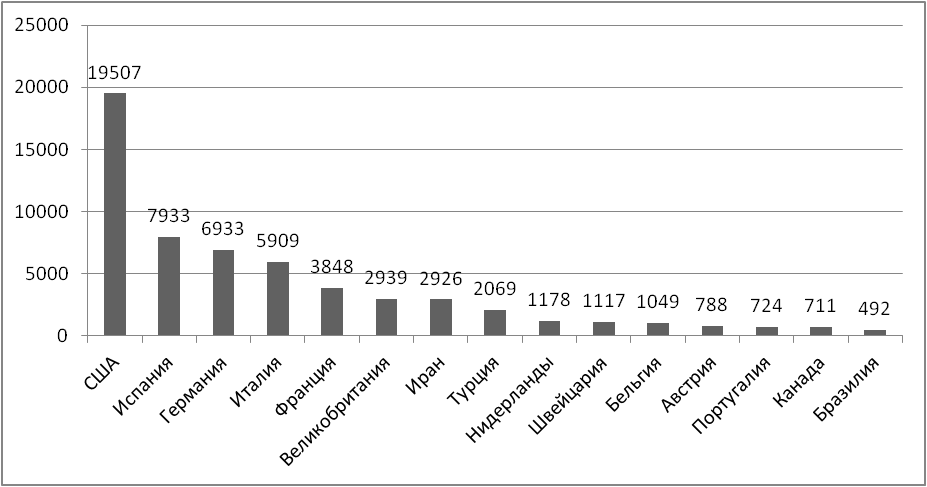 25000
20000
15000
10000
5000
0
19507
7933
6933
5909
3848
2939
2926
2069
1178
1117
1049
788
724
711
492
США
Испания
Германия
Италия
Франция
Великобритания
Иран
Турция
Нидерланды
Швейцария
Бельгия
Австрия
Португалия
Канада
Бразилия